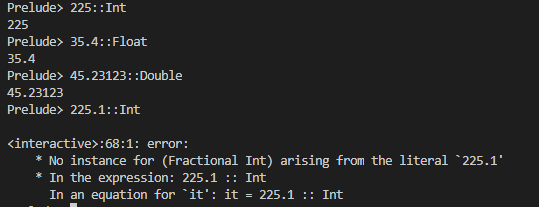 Prelude> 225::Int
225
Prelude> 35.4::Float
35.4
Prelude> 45.23123::Double
45.23123
Prelude> 225.1::Int
<interactive>:68:1: error:
* No instance for (Fractional Int) arising from the literal `225.1'
* In the expression: 225.1 :: Int
In an equation for `it': it = 225.1 :: Int